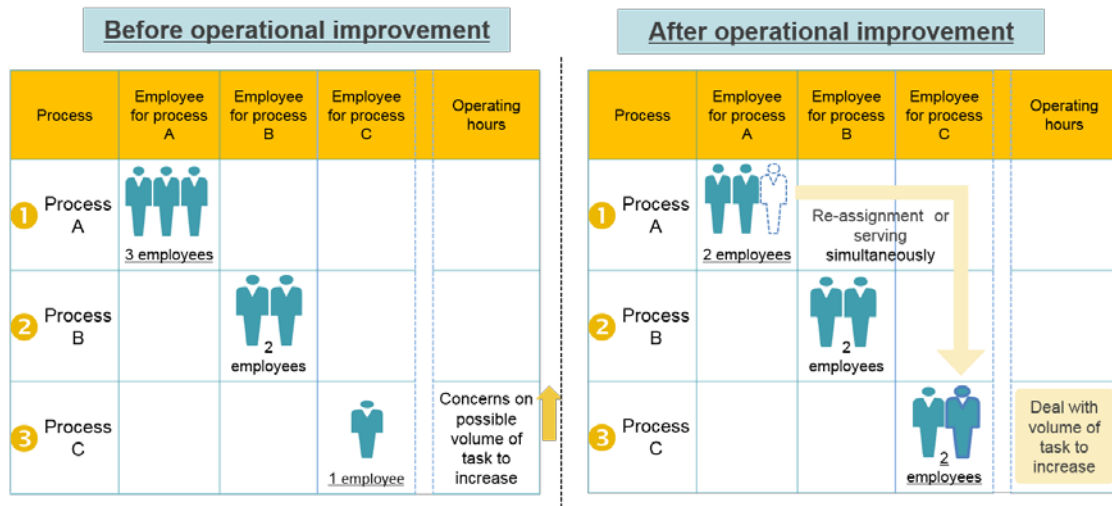 Before operational improvement
Process
Employee
for process
A
Employee
for process
B
Employee
for process
C
Operating
hours
1
Process
A
3 employees
2
Process
B
2
employees
3
Process
C
1 employee
Concerns on
possible
volume of
task to
increase
After operational improvement
Process
Employee
for process
A
Employee
for process
B
Employee
for process
C
Operating
hours
1
Process
A
2 employees
Re-assignment or
serving
simultaneously
2
Process
B
2
employees
3
Process
C
2
employees
Deal with
volume of
task to
increase